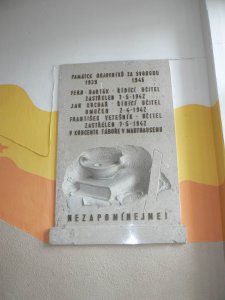 PAMÁTCE BOJOVNÍKŮ ZA SVOBODU
1939 1945
FERD. BARTÁK - ŘÍDÍCÍ UČITEL
ZASTŘELEN 7-5-1942
JAN KUCHAŘ - ŘÍDÍCÍ UČITEL
UMUČEN 2-6-1942
FRANTIŠEK VETEŠNÍK - UČITEL
ZASTŘELEN 7-5-1942
V KONCENTR. TÁBOŘE V MAUTHAUSENU
NEZAPOMÍNEJME!